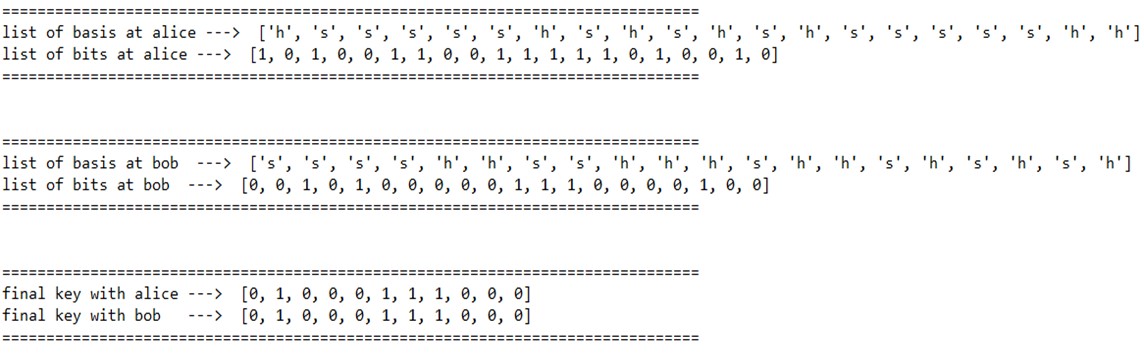 ===============================================================================
list of basis at alice ---> ['h', 's', 's', 's', 's', 's', 'h', 's', 'h', 's', 'h', 's', 'h', 's', 's', 's', 's', 's', 'h', 'h']
list of bits at alice ---> [1, 0, 1, 0, 0, 1, 1, 0, 0, 1, 1, 1, 1, 1, 0, 1, 0, 0, 1, 0]
===============================================================================
===============================================================================
list of basis at bob ---> ['s', 's', 's', 's', 'h', 'h', 's', 's', 'h', 'h', 'h', 's', 'h', 'h', 's', 'h', 's', 'h', 's', 'h']
list of bits at bob ---> [0, 0, 1, 0, 1, 0, 0, 0, 0, 0, 1, 1, 1, 0, 0, 0, 0, 1, 0, 0]
===============================================================================
===============================================================================
final key with alice ---> [0, 1, 0, 0, 0, 1, 1, 1, 0, 0, 0]
final key with bob ---> [0, 1, 0, 0, 0, 1, 1, 1, 0, 0, 0]
===============================================================================